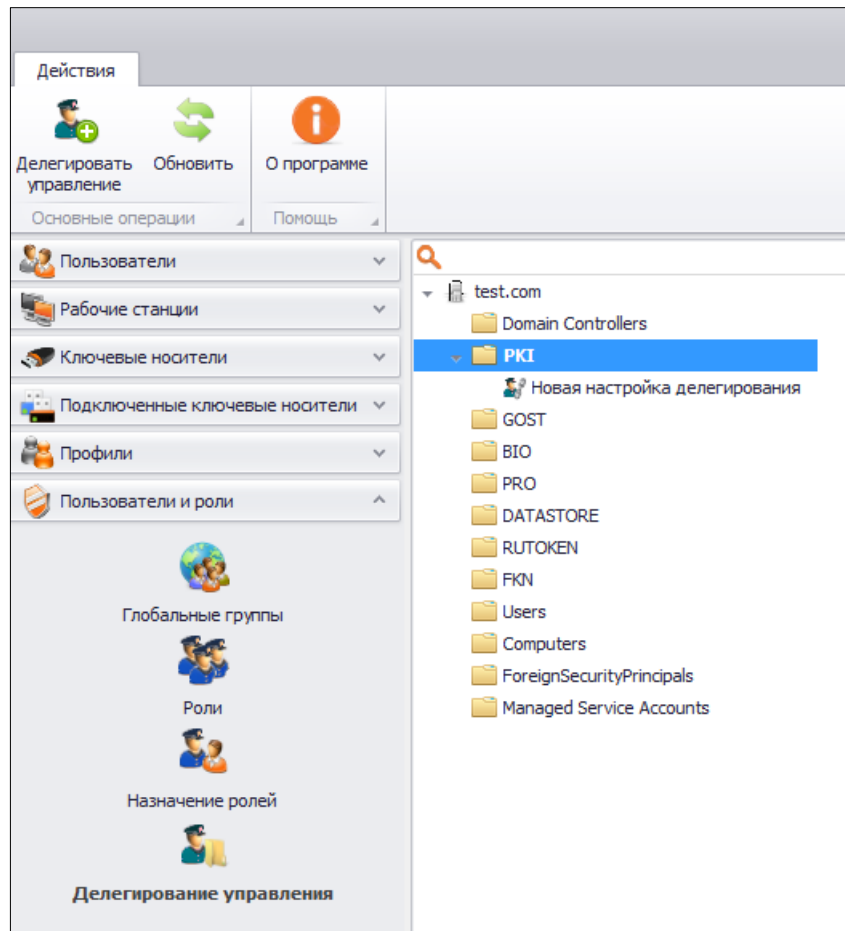 Действия
Делегировать управление
Обновить
О программе
Основные операции
Помощь
Пользователи
Рабочие станции
Ключевые носители
Подключенные ключевые носители
Профили
Пользователи и роли
Глобальные группы
Роли
Назначение ролей
Делегирование управления
test.com
Domain Controllers
PKI
Новая настройка делегирования
GOST
BIO
PRO
DATASTORE
RUTOKEN
FKN
Users
Computers
ForeignSecurityPrincipals
Managed Service Accounts